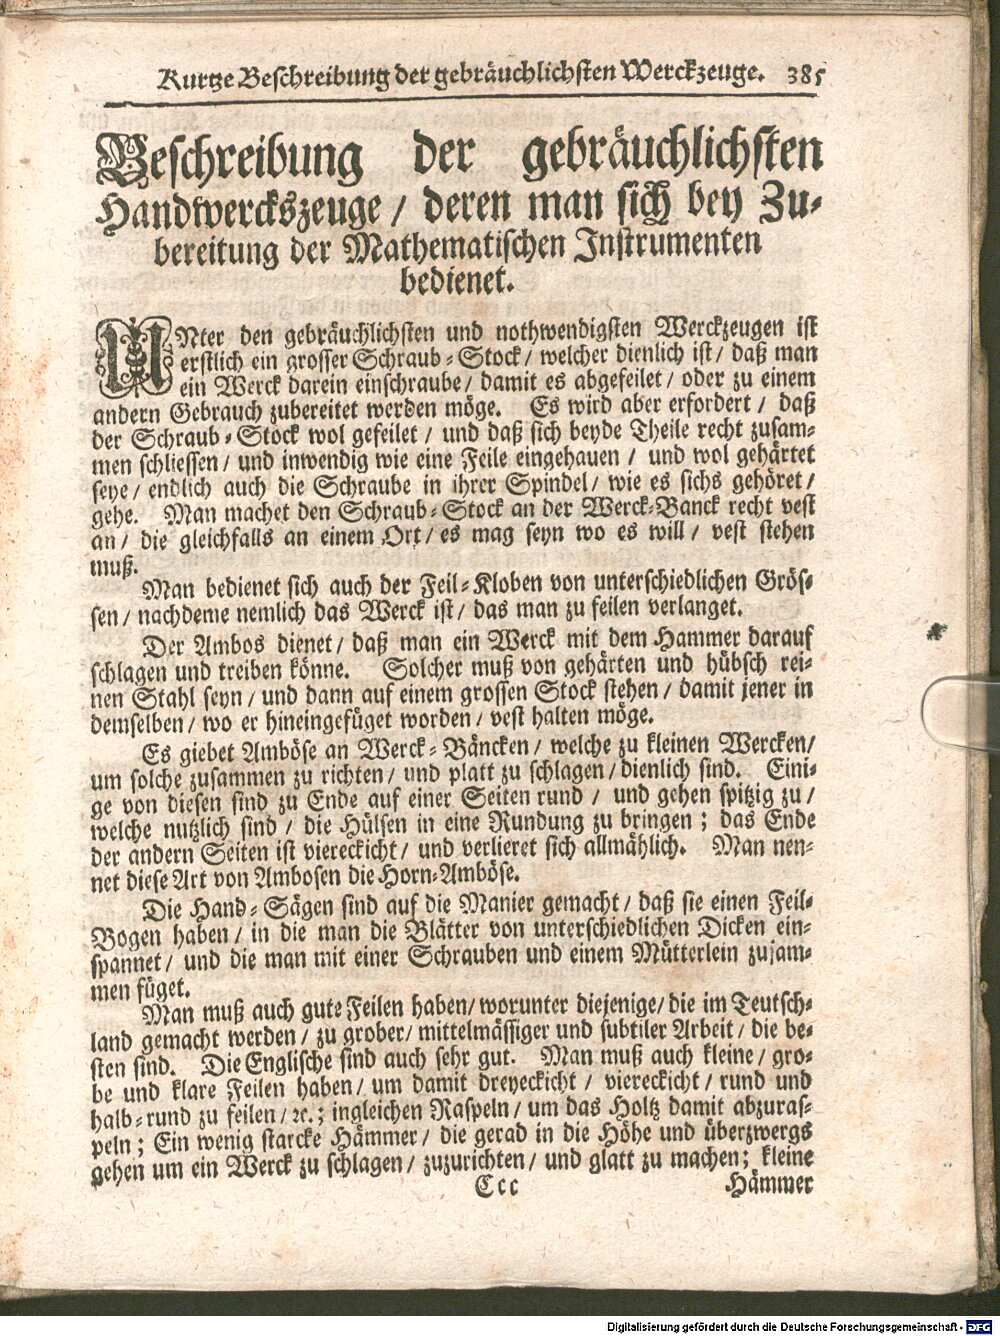 Kurtze Beschreibung der gebräuchlichsten Werckzeuge. 385
Beschreibung der gebräuchlichsten
Handwerckszeuge / deren man sich bey Zu-
bereitung der Mathematischen Instrumenten
bedienet.
UNter den gebräuchlichsten und nothwendigsten Werckzeugen ist
erstlich ein grosser Schraub-Stock / welcher dienlich ist / daß man
ein Werck darein einschraube / damit es abgefeilet / oder zu einem
andern Gebrauch zubereitet werden möge. Es wird aber erfordert / daß
der Schraub-Stock wol gefeilet / und daß sich beyde Theile recht zusam-
men schliessen / und inwendig wie eine Feile eingehauen / und wol gehärtet
seye / endlich auch die Schraube in ihrer Spindel / wie es sichs gehöret /
gehe. Man machet den Schraub-Stock an der Werck-Banck recht vest
an / die gleichfalls an einem Ort / es mag seyn wo es will / vest stehen
muß.
Man bedienet sich auch der Feil-Kloben von unterschiedlichen Grös-
sen / nachdeme nemlich das Werck ist / das man zu feilen verlanget.
Der Ambos dienet / daß man ein Werck mit dem Hammer darauf
schlagen und treiben könne. Solcher muß von gehärten und hübsch rei-
nen Stahl seyn / und dann auf einem grossen Stock stehen / damit jener in
demselben / wo er hineingefüget worden / vest halten möge.
Es giebet Amböse an Werck-Bäncken / welche zu kleinen Wercken /
um solche zusammen zu richten / und platt zu schlagen / dienlich sind. Eini-
ge von diesen sind zu Ende auf einer Seiten rund / und gehen spitzig zu /
welche nutzlich sind / die Hülsen in eine Rundung zu bringen ; das Ende
der andern Seiten ist viereckicht / und verlieret sich allmählich. Man nen-
net diese Art von Ambosen die Horn-Amböse.
Die Hand-Sägen sind auf die Manier gemacht / daß sie einen Feil-
Bogen haben / in die man die Blätter von unterschiedlichen Dicken ein-
spannet / und die man mit einer Schrauben und einem Mütterlein zusam-
men füget.
Man muß auch gute Feilen haben / worunter diejenige / die im Teutsch-
land gemacht werden / zu grober / mittelmässiger und subtiler Arbeit / die be-
sten sind. Die Englische sind auch sehr gut. Man muß auch kleine / gro-
be und klare Feilen haben / um damit dreyeckicht / viereckicht / rund und
halb-rund zu feilen / ꝛc. ; ingleichen Raspeln / um das Holtz damit abzuras-
peln ; Ein wenig starcke Hämmer / die gerad in die Höhe und überzwergs
gehen um ein Werck zu schlagen / zuzurichten / und glatt zu machen ; kleine
Ccc Hämmer
Digitalisierung gefördert durch die Deutsche Forschungsgemeinschaft - DFG